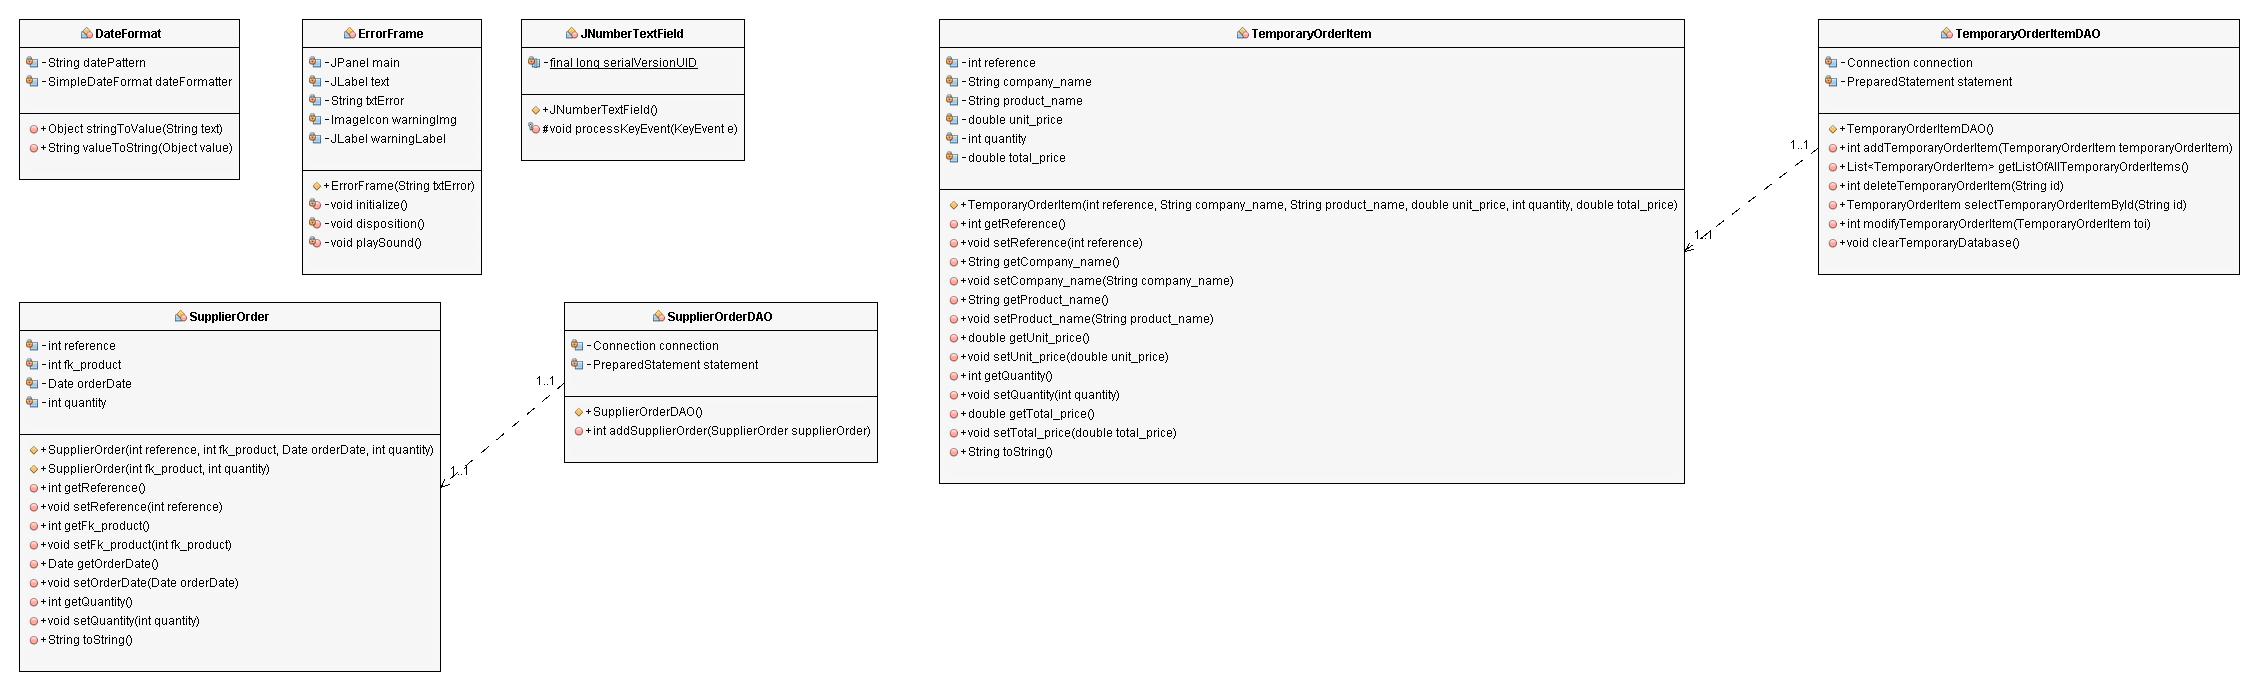 DateFormat
-String datePattern
-SimpleDateFormat dateFormatter
+Object stringToValue(String text)
+String valueToString(Object value)
ErrorFrame
-JPanel main
-JLabel text
-String txtError
-ImageIcon warningImg
-JLabel warningLabel
+ErrorFrame(String txtError)
-void initialize()
-void disposition()
-void playSound()
JNumberTextField
-final long serialVersionUID
+JNumberTextField()
#void processKeyEvent(KeyEvent e)
TemporaryOrderItem
-int reference
-String company_name
-String product_name
-double unit_price
-int quantity
-double total_price
+TemporaryOrderItem(int reference, String company_name, String product_name, double unit_price, int quantity, double total_price)
+int getReference()
+void setReference(int reference)
+String getCompany_name()
+void setCompany_name(String company_name)
+String getProduct_name()
+void setProduct_name(String product_name)
+double getUnit_price()
+void setUnit_price(double unit_price)
+int getQuantity()
+void setQuantity(int quantity)
+double getTotal_price()
+void setTotal_price(double total_price)
+String toString()
1..1
1..1
TemporaryOrderItemDAO
-Connection connection
-PreparedStatement statement
+TemporaryOrderItemDAO()
+int addTemporaryOrderItem(TemporaryOrderItem temporaryOrderItem)
+List<TemporaryOrderItem> getListOfAllTemporaryOrderItems()
+int deleteTemporaryOrderItem(String id)
+TemporaryOrderItem selectTemporaryOrderItemById(String id)
+int modifyTemporaryOrderItem(TemporaryOrderItem toi)
+void clearTemporaryDatabase()
SupplierOrder
-int reference
-int fk_product
-Date orderDate
-int quantity
+SupplierOrder(int reference, int fk_product, Date orderDate, int quantity)
+SupplierOrder(int fk_product, int quantity)
+int getReference()
+void setReference(int reference)
+int getFk_product()
+void setFk_product(int fk_product)
+Date getOrderDate()
+void setOrderDate(Date orderDate)
+int getQuantity()
+void setQuantity(int quantity)
+String toString()
1..1
1..1
SupplierOrderDAO
-Connection connection
-PreparedStatement statement
+SupplierOrderDAO()
+int addSupplierOrder(SupplierOrder supplierOrder)